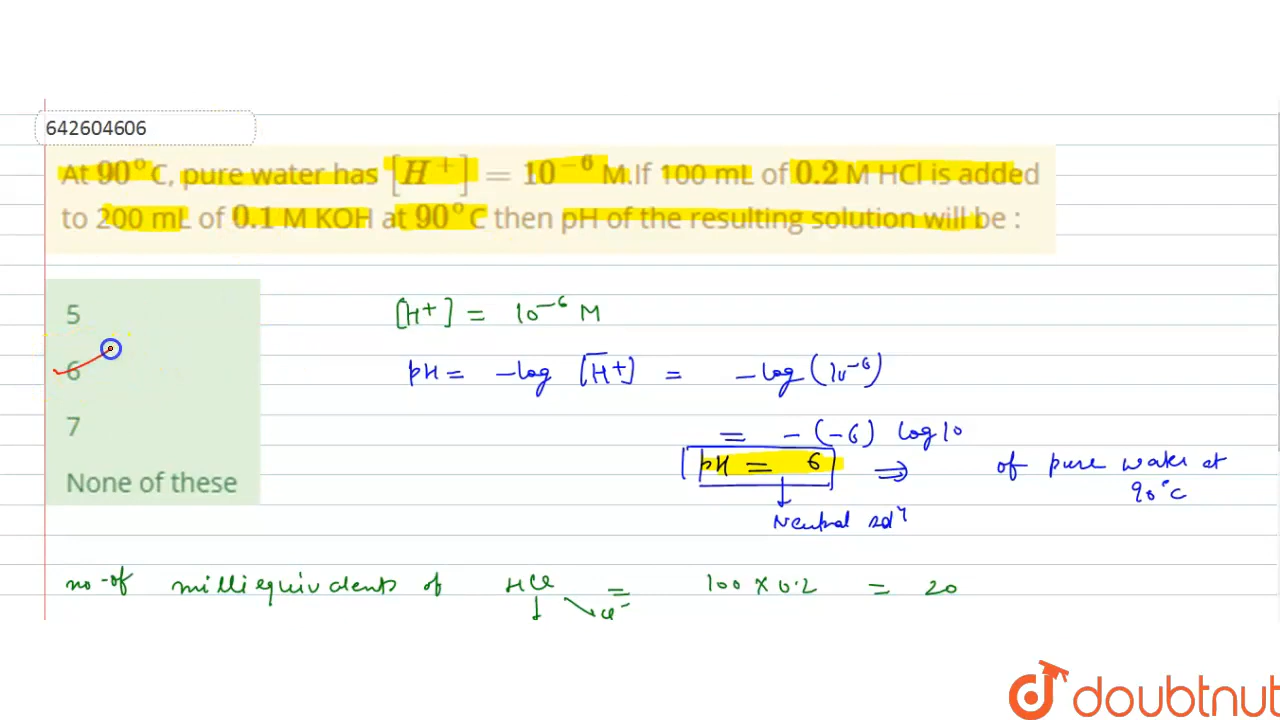 642604606
At 90°C, pure water has [H⁺] = 10⁻⁶ M.If 100 mL of 0.2 M HCl is added
to 200 mL of 0.1 M KOH at 90°C then pH of the resulting solution will be :
5
[H+] = 10⁻⁶ M
6
pH = -log [H+] = -log (10⁻⁶)
7
= - (-6) log 10
pH = 6 ⇒ of pure water at
90°C
None of these
Neutral solⁿ
no. of milliequivalents of HCl = 100 × 0.2 = 20
Cl⁻
doubtnut